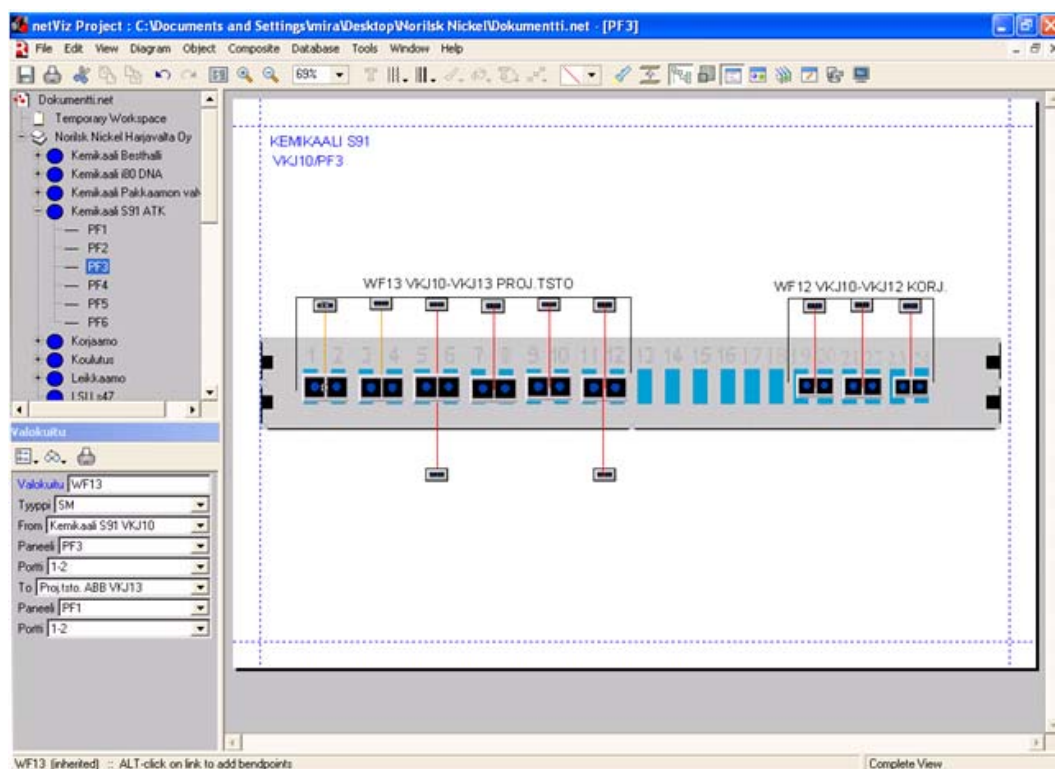 netViz Project : C:\Documents and Settings\mira\Desktop\Norilsk Nickel\Dokumentti.net - [PF3]
File Edit View Diagram Object Composite Database Tools Window Help
69%
Dokumentti.net
Temporary Workspace
Norilsk Nickel Harjavalta Oy
Kemikaali Besthalli
Kemikaali i80 DNA
Kemikaali Pakkaamon valv
Kemikaali S91 ATK
PF1
PF2
PF3
PF4
PF5
PF6
Korjaamo
Koulutus
Leikkaamo
LSU s47
Valokuitu
Valokuitu WF13
Tyyppi SM
From Kemikaali S91 VKJ10
Paneeli PF3
Portti 1-2
To Proj.tsto. ABB VKJ13
Paneeli PF1
Portti 1-2
KEMIKAALI S91
VKJ10/PF3
WF13 VKJ10-VKJ13 PROJ.TSTO
WF12 VKJ10-VKJ12 KORJ.
1 2 3 4 5 6 7 8 9 10 11 12 13 14 15 16 17 18 19 20 21 22 23 24
WF13 (inherited) :: ALT-click on link to add bendpoints
Complete View